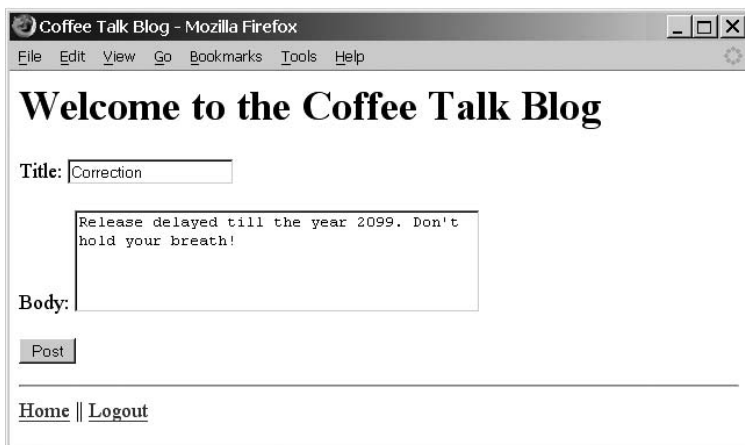 Coffee Talk Blog - Mozilla Firefox
File Edit View Go Bookmarks Tools Help
Welcome to the Coffee Talk Blog
Title: Correction
Release delayed till the year 2099. Don't
hold your breath!
Body:
Post
Home || Logout